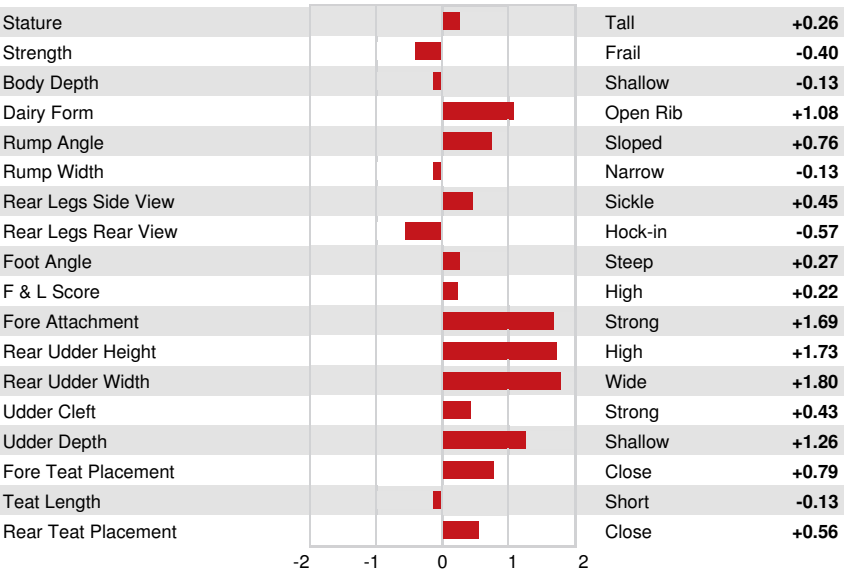 Stature Tall +0.26
Strength Frail -0.40
Body Depth Shallow -0.13
Dairy Form Open Rib +1.08
Rump Angle Sloped +0.76
Rump Width Narrow -0.13
Rear Legs Side View Sickle +0.45
Rear Legs Rear View Hock-in -0.57
Foot Angle Steep +0.27
F & L Score High +0.22
Fore Attachment Strong +1.69
Rear Udder Height High +1.73
Rear Udder Width Wide +1.80
Udder Cleft Strong +0.43
Udder Depth Shallow +1.26
Fore Teat Placement Close +0.79
Teat Length Short -0.13
Rear Teat Placement Close +0.56
-2 -1 0 1 2